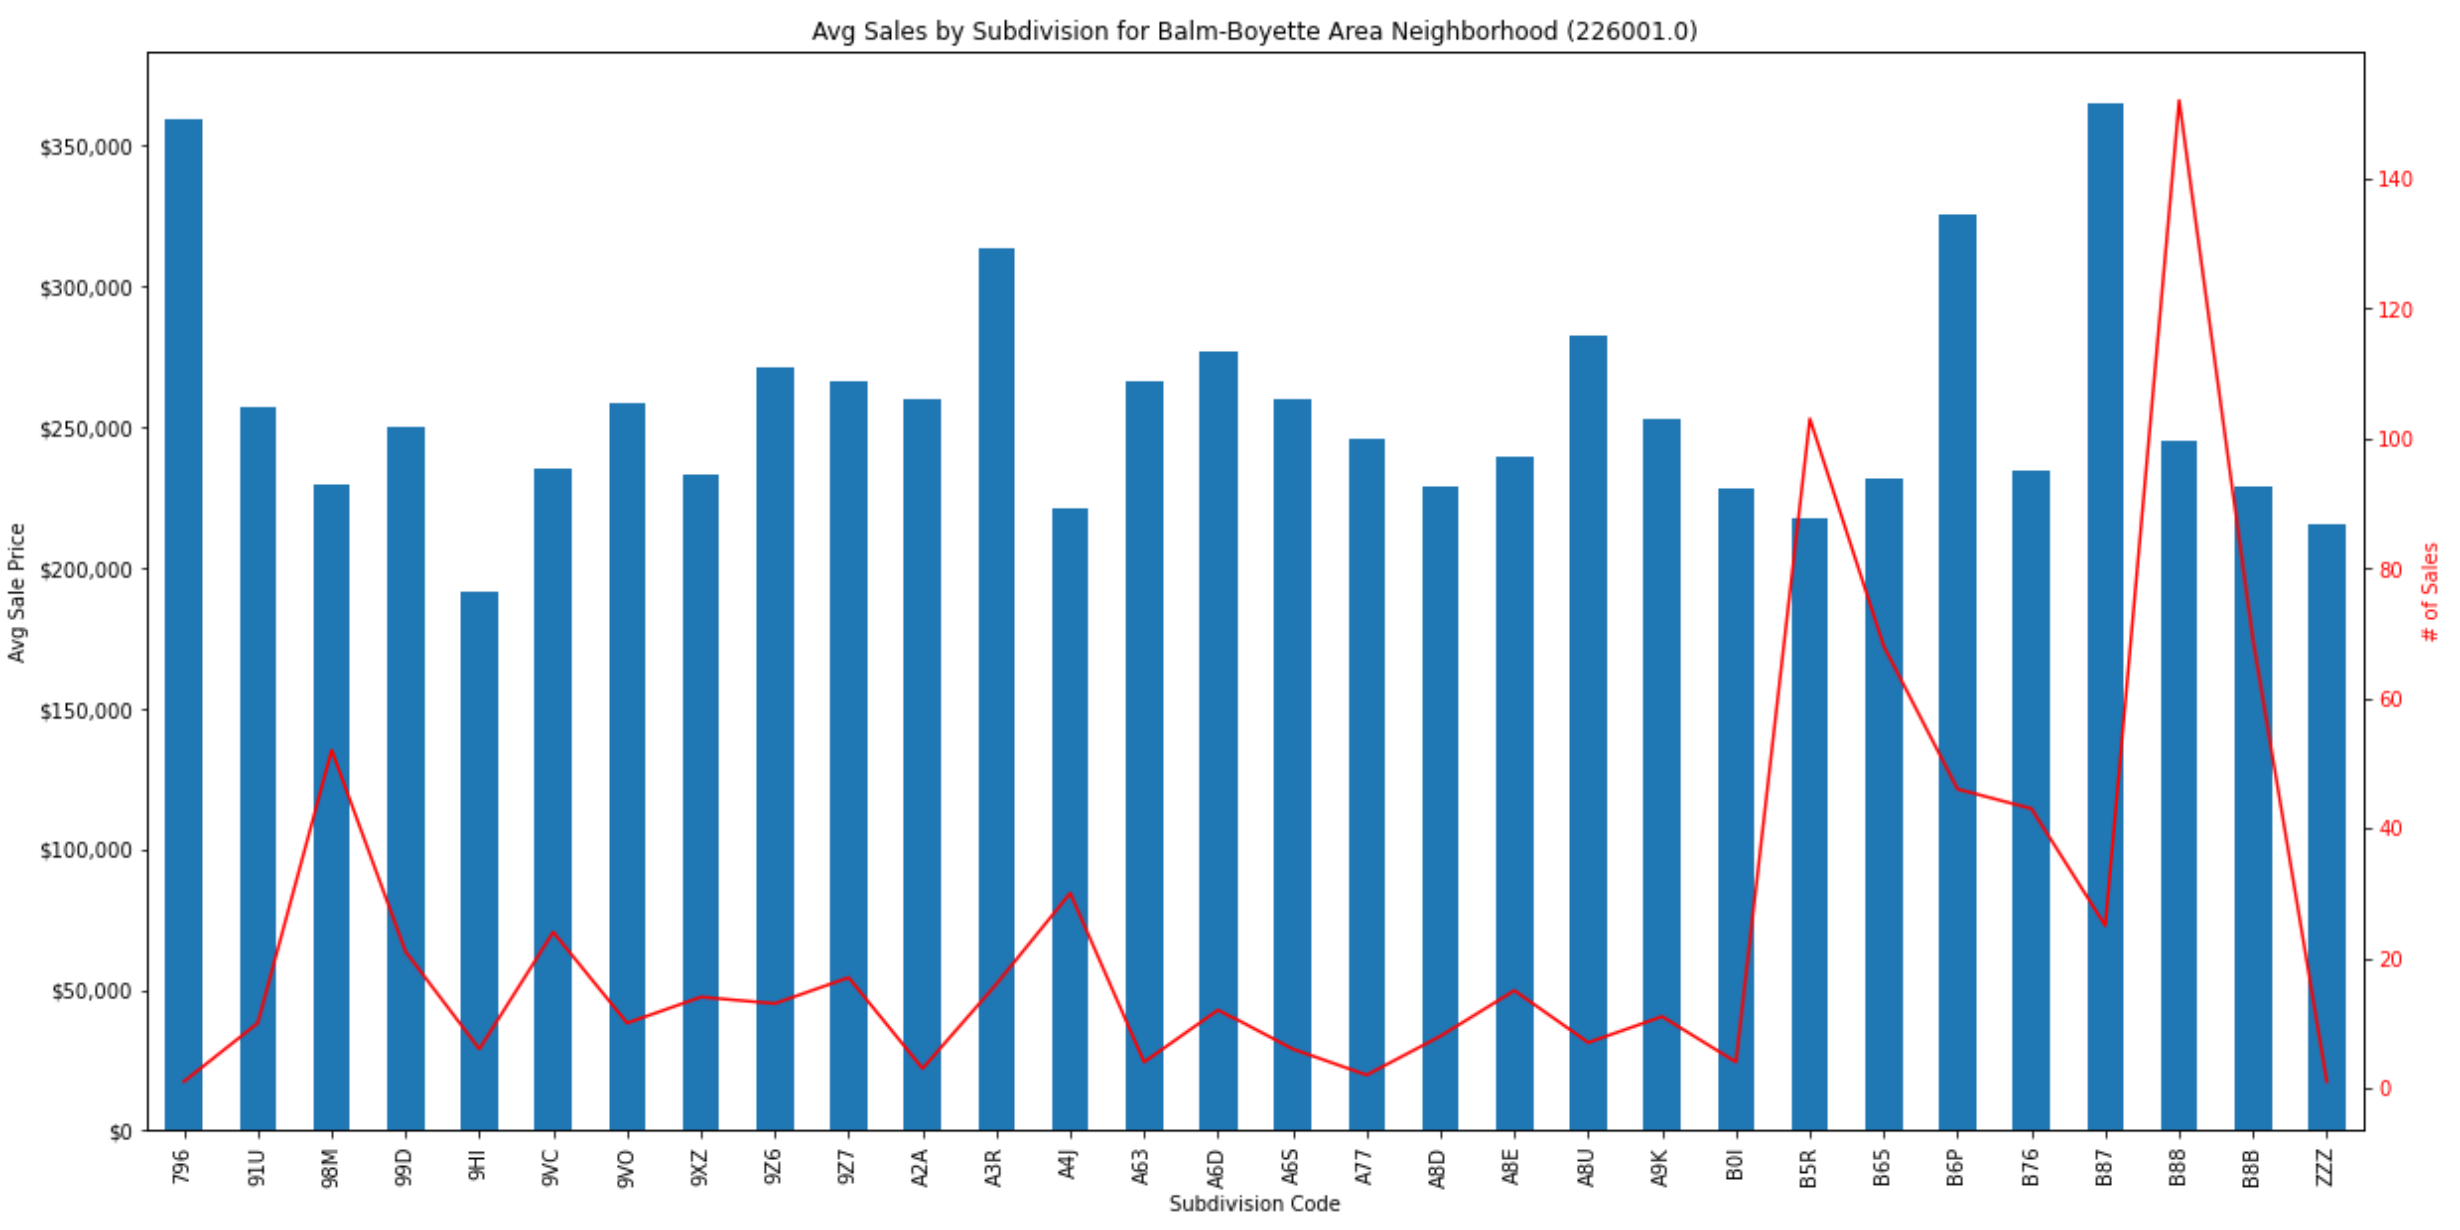 Avg Sales by Subdivision for Balm-Boyette Area Neighborhood (226001.0)
Avg Sale Price
$350,000
$300,000
$250,000
$200,000
$150,000
$100,000
$50,000
$0
140
120
100
80
60
40
20
0
# of Sales
796
91U
98M
99D
9HI
9VC
9VO
9XZ
9Z6
9Z7
A2A
A3R
A4J
A63
A6D
A6S
A77
A8D
A8E
A8U
A9K
B0I
B5R
B65
B6P
B76
B87
B88
B8B
ZZZ
Subdivision Code